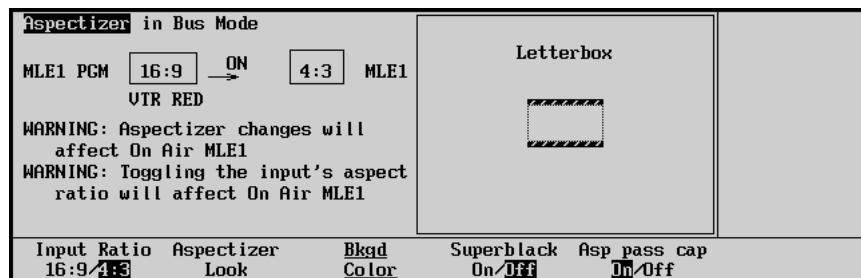 Aspectizer in Bus Mode
MLE1 PGM 16:9 ON 4:3 MLE1
VTR RED
WARNING: Aspectizer changes will
affect On Air MLE1
WARNING: Toggling the input's aspect
ratio will affect On Air MLE1
Letterbox
Input Ratio Aspectizer Bkgd Superblack Asp pass cap
16:9/4:3 Look Color On/Off On/Off